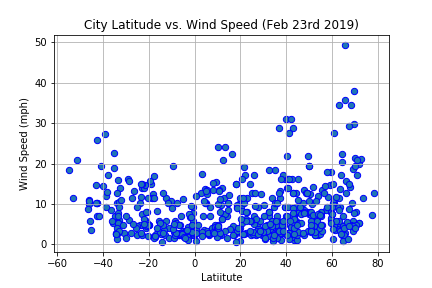 City Latitude vs. Wind Speed (Feb 23rd 2019)
50
40
30
20
10
0
Wind Speed (mph)
−60 −40 −20 0 20 40 60 80
Latiitute